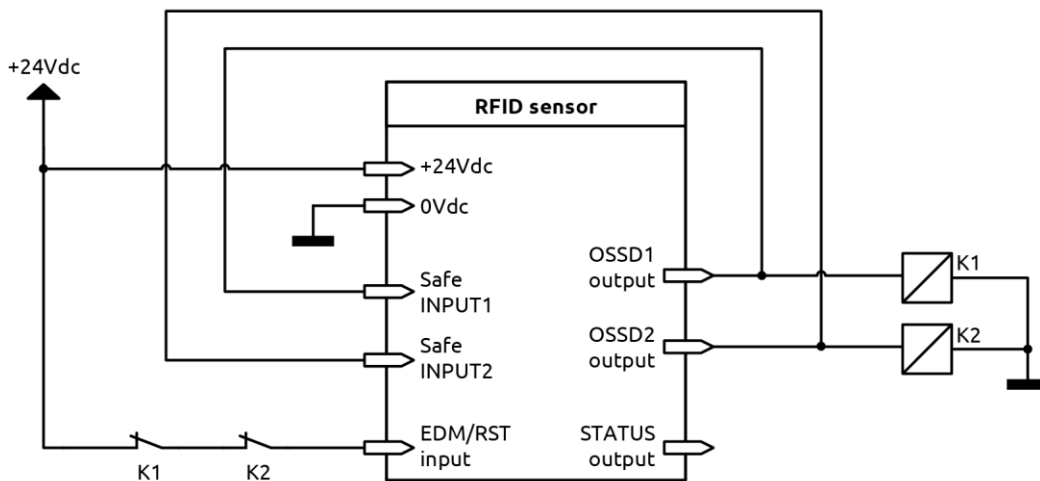 +24Vdc
RFID sensor
+24Vdc
0Vdc
Safe
INPUT1
Safe
INPUT2
EDM/RST
input
OSSD1
output
OSSD2
output
STATUS
output
K1
K2
K1
K2